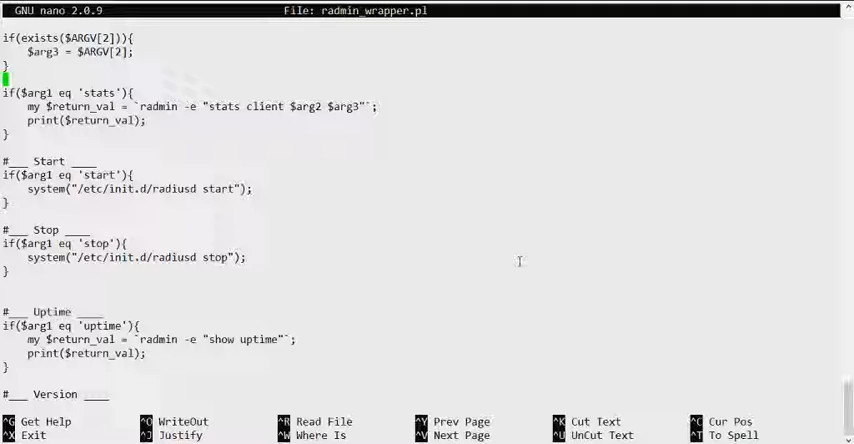 GNU nano 2.0.9 File: radmin_wrapper.pl
if(exists($ARGV[2])){
$arg3 = $ARGV[2];
}
if($arg1 eq 'stats'){
my $return_val = `radmin -e "stats client $arg2 $arg3"`;
print($return_val);
}
#___ Start ____
if($arg1 eq 'start'){
system("/etc/init.d/radiusd start");
}
#___ Stop ____
if($arg1 eq 'stop'){
system("/etc/init.d/radiusd stop");
}
#___ Uptime ____
if($arg1 eq 'uptime'){
my $return_val = `radmin -e "show uptime"`;
print($return_val);
}
#___ Version ____
^G Get Help ^O WriteOut ^R Read File ^Y Prev Page ^K Cut Text ^C Cur Pos
^X Exit ^J Justify ^W Where Is ^V Next Page ^U UnCut Text ^T To Spell